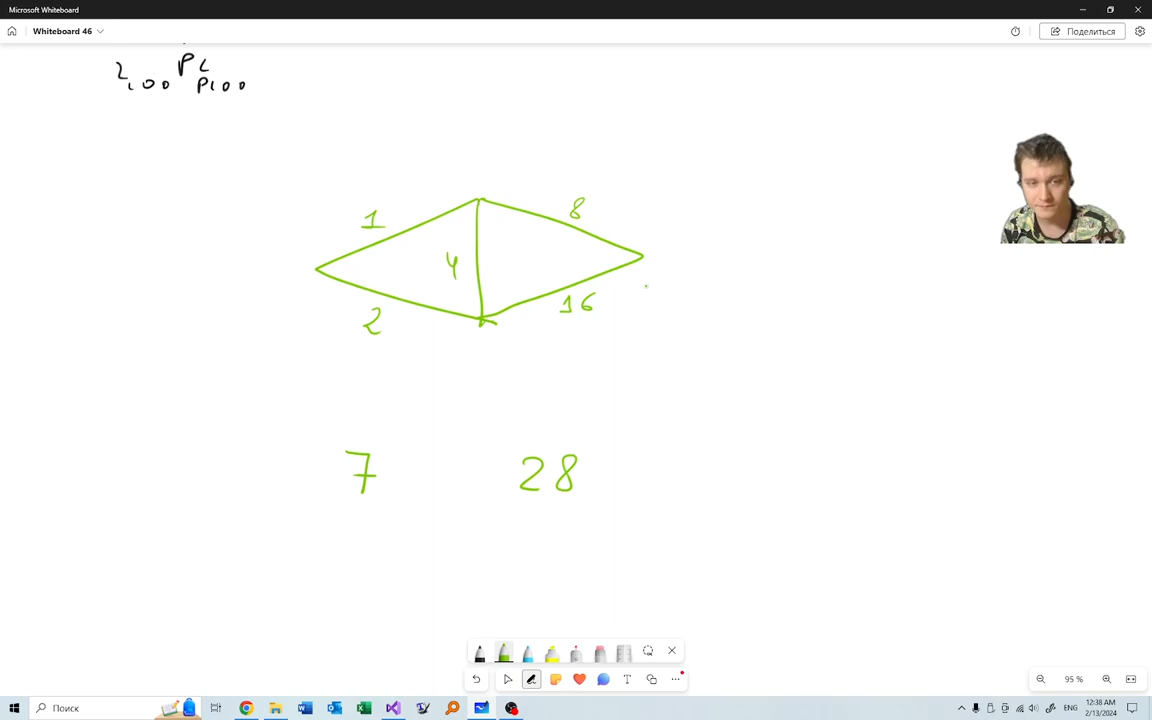 Microsoft Whiteboard
Whiteboard 46
Поделиться
1
8
4
2
16
7 28
95 %
Поиск
ENG
12:38 AM
2/13/2024